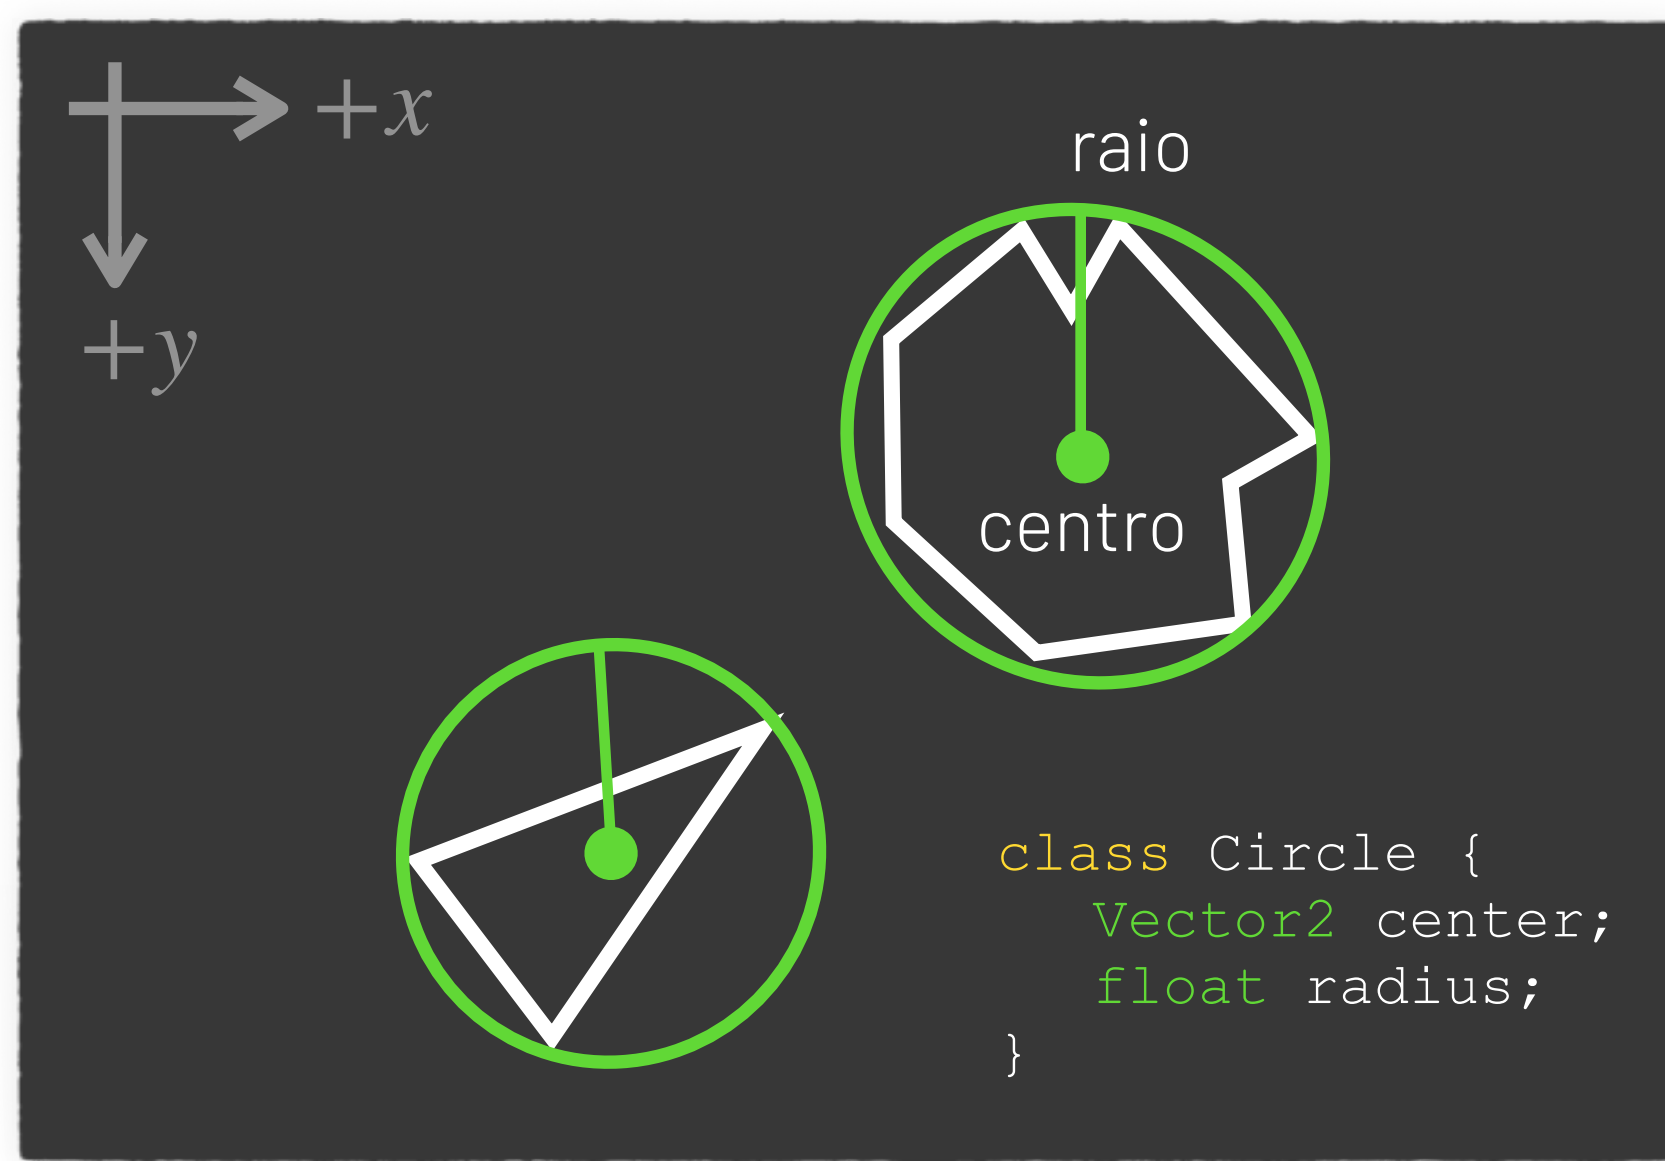 +x
+y
raio
centro
class Circle {
Vector2 center;
float radius;
}